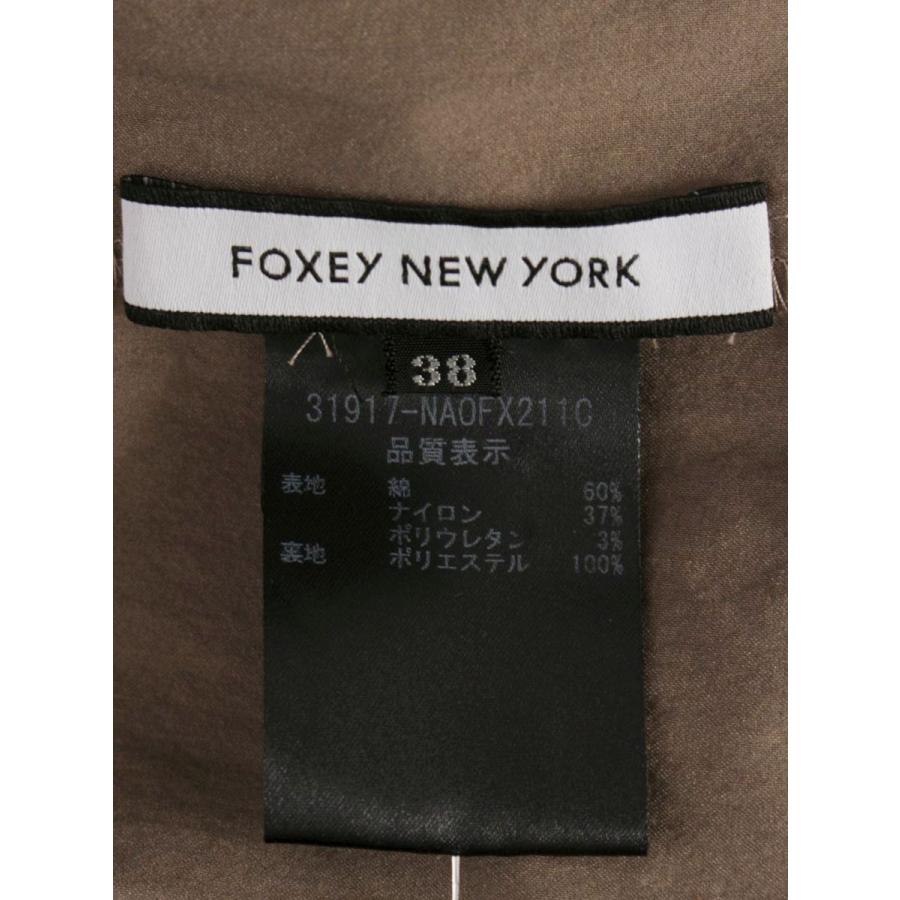 FOXEY NEW YORK
38
31917-NAOFX211C
品質表示
表地 綿 60%
ナイロン 37%
ポリウレタン 3%
裏地 ポリエステル 100%